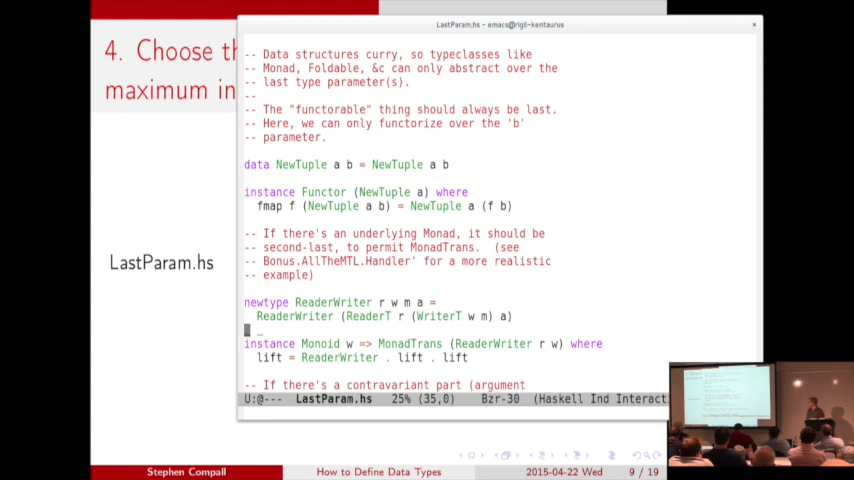 LastParam.hs - emacs@rigil-kentaurus
4. Choose th
maximum in
-- Data structures curry, so typeclasses like
-- Monad, Foldable, &c can only abstract over the
-- last type parameter(s).
--
-- The "functorable" thing should always be last.
-- Here, we can only functorize over the 'b'
-- parameter.
data NewTuple a b = NewTuple a b
instance Functor (NewTuple a) where
fmap f (NewTuple a b) = NewTuple a (f b)
-- If there's an underlying Monad, it should be
-- second-last, to permit MonadTrans.  (see
-- Bonus.AllTheMTL.Handler' for a more realistic
-- example)
LastParam.hs
newtype ReaderWriter r w m a =
ReaderWriter (ReaderT r (WriterT w m) a)
instance Monoid w => MonadTrans (ReaderWriter r w) where
lift = ReaderWriter . lift . lift
-- If there's a contravariant part (argument
U:@--- LastParam.hs 25% (35,0) Bzr-30 (Haskell Ind Interacti
Stephen Compall How to Define Data Types 2015-04-22 Wed 9 / 19